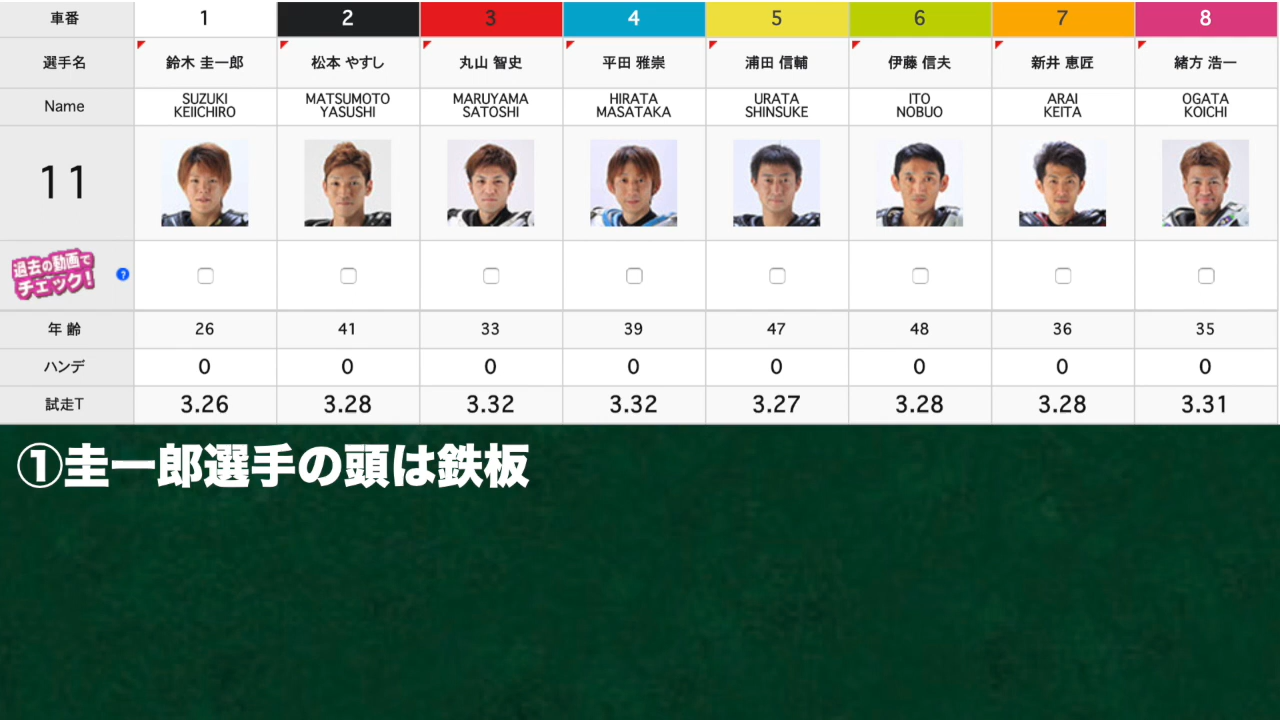 車番 1 2 3 4 5 6 7 8
選手名 鈴木 圭一郎 松本 やすし 丸山 智史 平田 雅崇 浦田 信輔 伊藤 信夫 新井 恵匠 緒方 浩一
Name SUZUKI KEIICHIRO MATSUMOTO YASUSHI MARUYAMA SATOSHI HIRATA MASATAKA URATA SHINSUKE ITO NOBUO ARAI KEITA OGATA KOICHI
11
過去の動画で
チェック! ?
年 齢 26 41 33 39 47 48 36 35
ハンデ 0 0 0 0 0 0 0 0
試走T 3.26 3.28 3.32 3.32 3.27 3.28 3.28 3.31
①圭一郎選手の頭は鉄板